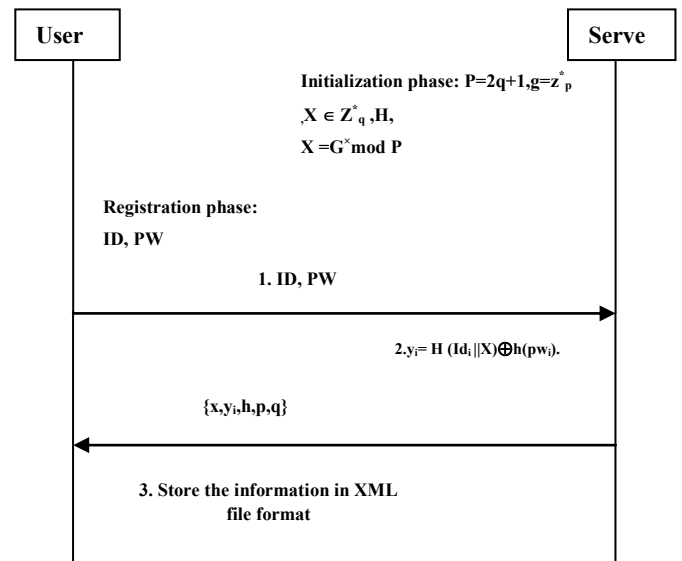 User
Serve
Initialization phase: P=2q+1,g=z*ₚ
,X ∈ Z*q ,H,
X =Gˣ mod P
Registration phase:
ID, PW
1. ID, PW
2.yᵢ= H (Idᵢ||X)⊕h(pwᵢ).
{x,yᵢ,h,p,q}
3. Store the information in XML
file format